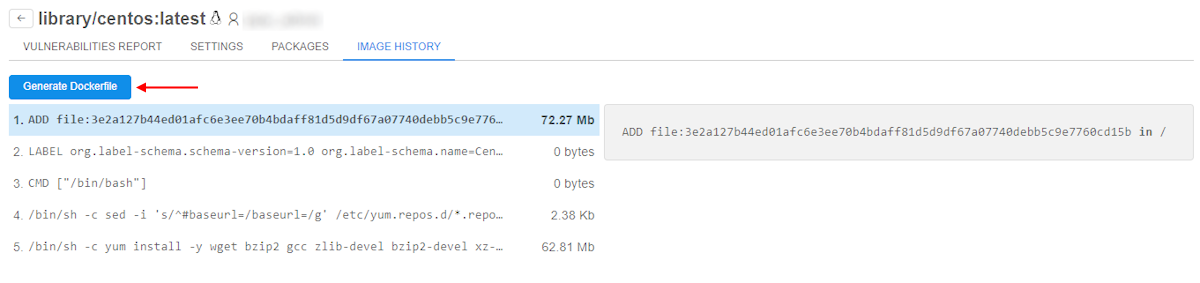 library/centos:latest
VULNERABILITIES REPORT SETTINGS PACKAGES IMAGE HISTORY
Generate Dockerfile
1. ADD file:3e2a127b44ed01afc6e3ee70b4bdaff81d5d9df67a07740debb5c9e776… 72.27 Mb
2. LABEL org.label-schema.schema-version=1.0 org.label-schema.name=Cen… 0 bytes
3. CMD ["/bin/bash"] 0 bytes
4. /bin/sh -c sed -i 's/^#baseurl=/baseurl=/g' /etc/yum.repos.d/*.repo… 2.38 Kb
5. /bin/sh -c yum install -y wget bzip2 gcc zlib-devel bzip2-devel xz-… 62.81 Mb
ADD file:3e2a127b44ed01afc6e3ee70b4bdaff81d5d9df67a07740debb5c9e7760cd15b in /